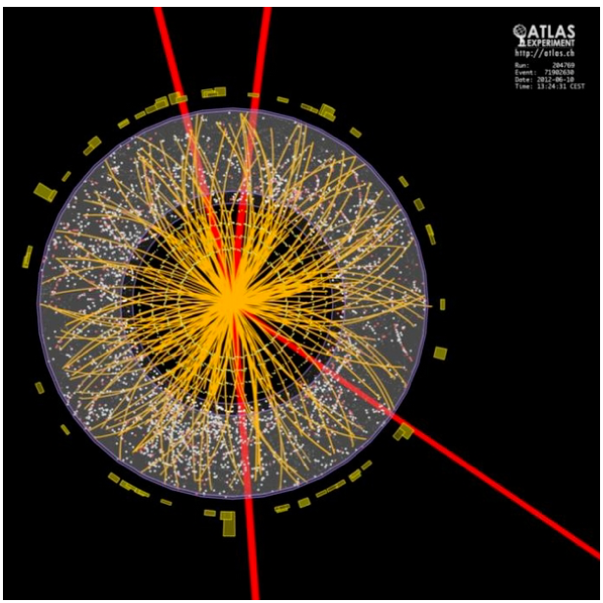 ATLAS
EXPERIMENT
http://atlas.ch
Run: 204769
Event: 71902630
Date: 2012-06-10
Time: 13:24:31 CEST